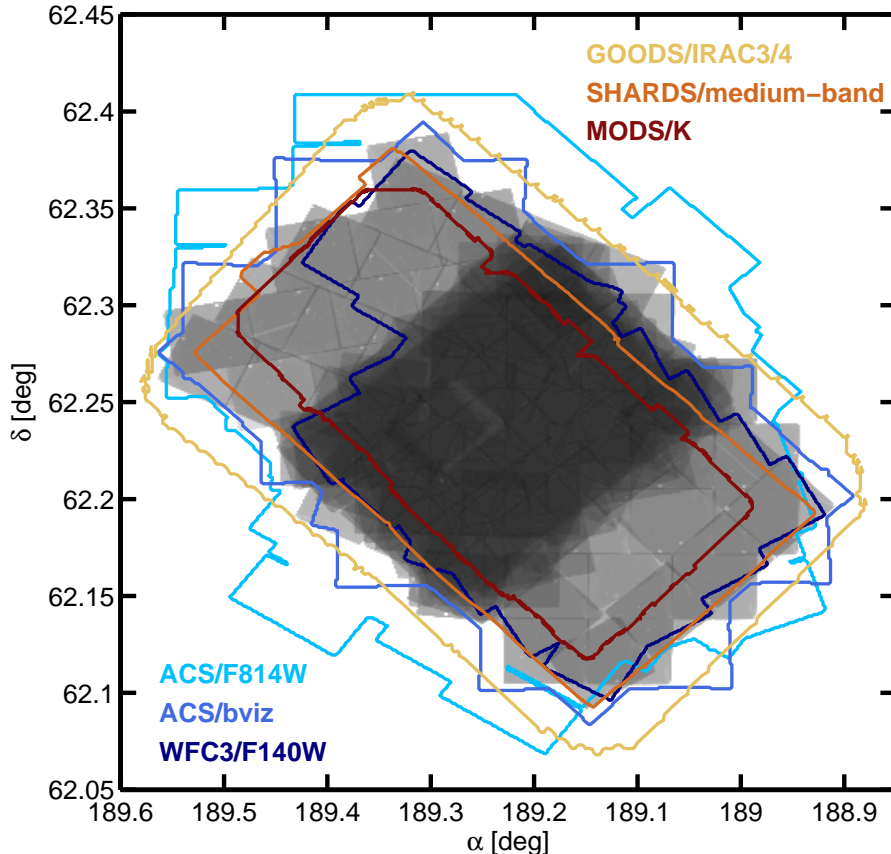 62.45
62.4
62.35
62.3
62.25
62.2
62.15
62.1
62.05
δ [deg]
GOODS/IRAC3/4
SHARDS/medium−band
MODS/K
ACS/F814W
ACS/bviz
WFC3/F140W
189.6 189.5 189.4 189.3 189.2 189.1 189 188.9
α [deg]